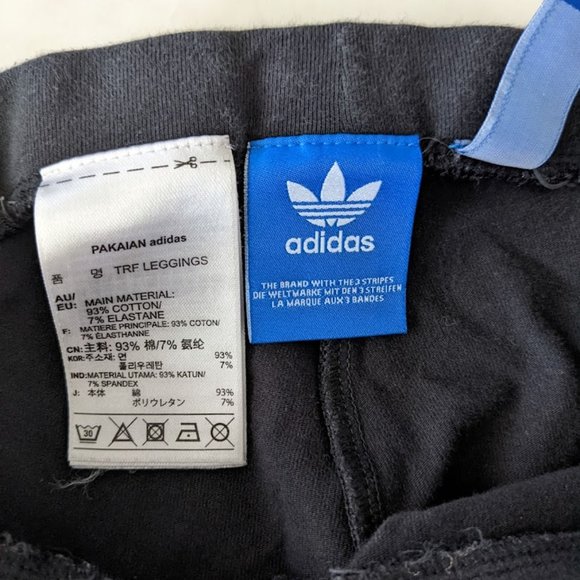 PAKAIAN adidas
품 명 TRF LEGGINGS
AU/
EU: MAIN MATERIAL:
93% COTTON/
7% ELASTANE
F: MATIERE PRINCIPALE: 93% COTON/
7% ÉLASTHANNE
CN: 主料: 93% 棉/7% 氨纶
KOR: 주소재: 면 93%
폴리우레탄 7%
IND: MATERIAL UTAMA: 93% KATUN/
7% SPANDEX
J: 本体 綿 93%
ポリウレタン 7%
30
adidas
THE BRAND WITH THE 3 STRIPES
DIE WELTMARKE MIT DEN 3 STREIFEN
LA MARQUE AUX 3 BANDES